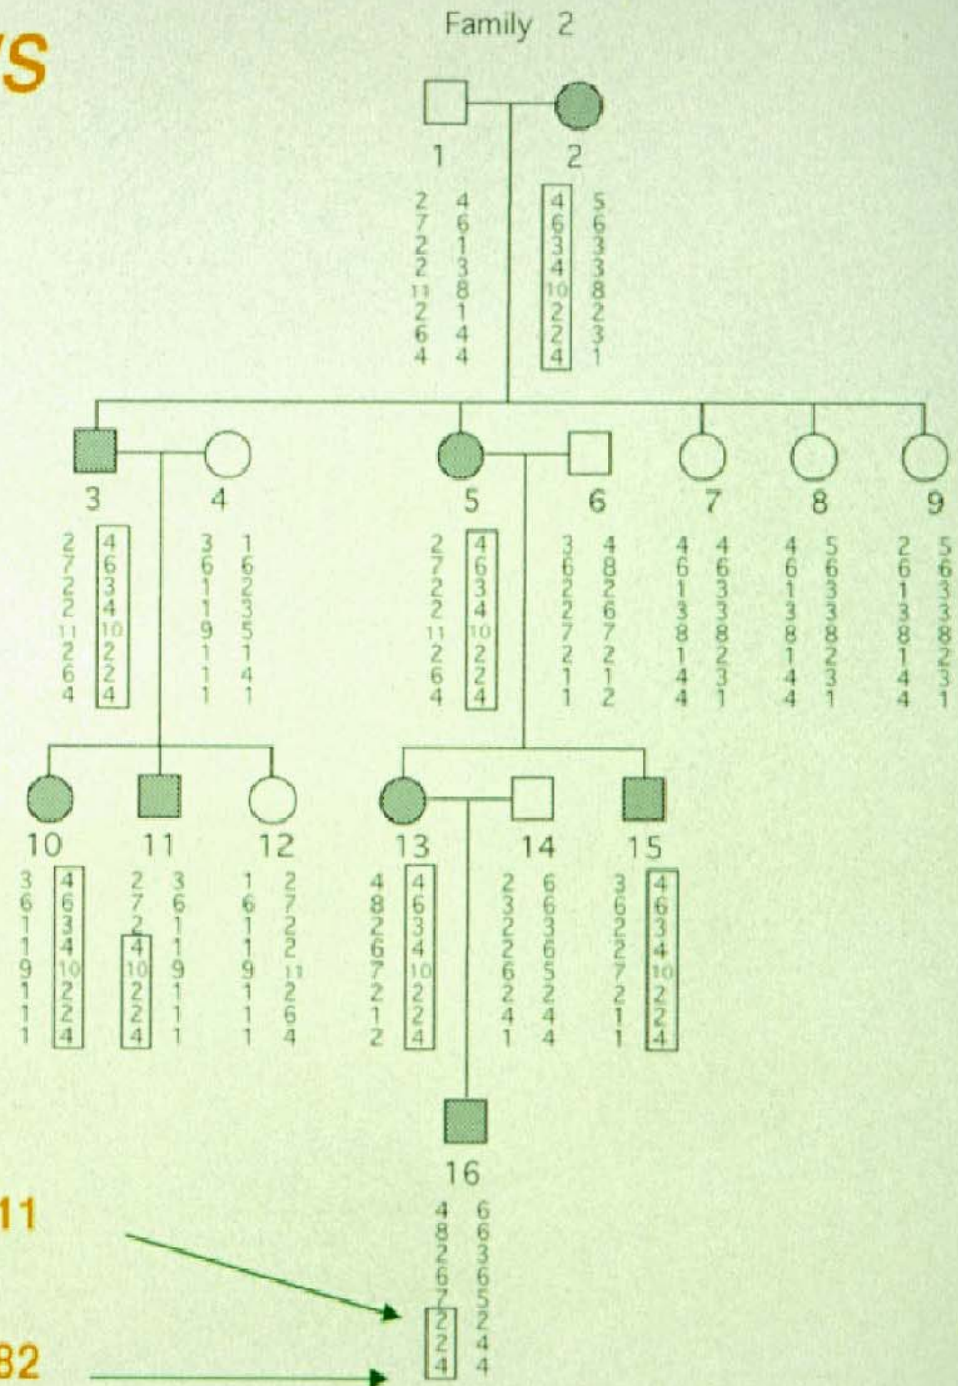 Family 2
VS
1 2
2 4 4 5
7 6 6 6
2 1 3 3
2 3 4 3
11 8 10 8
2 1 2 2
6 4 2 3
4 4 4 1
3 4 5 6 7 8 9
2 4 3 1 2 4 3 4 4 4 4 5 2 5
7 6 6 6 7 6 6 8 6 6 6 6 6 6
2 3 1 2 2 3 2 2 1 3 1 3 1 3
2 4 1 3 2 4 2 6 3 3 3 3 3 3
11 10 9 5 11 10 7 7 8 8 8 8 8 8
2 2 1 1 2 2 2 2 1 2 1 2 1 2
6 2 1 4 6 2 1 1 4 3 4 3 4 3
4 4 1 1 4 4 1 2 4 1 4 1 4 1
10 11 12 13 14 15
3 4 2 3 1 2 4 4 2 6 3 4
6 6 7 6 6 7 8 6 3 6 6 6
1 3 2 1 1 2 2 3 2 3 2 3
1 4 4 1 1 2 6 4 2 6 2 4
9 10 10 9 9 11 7 10 6 5 7 10
1 2 2 1 1 2 2 2 2 2 2 2
1 2 2 1 1 6 1 2 4 4 1 2
1 4 4 1 1 4 2 4 1 4 1 4
16
4 6
8 6
2 3
6 6
7 5
11
2 2
2 4
82
4 4